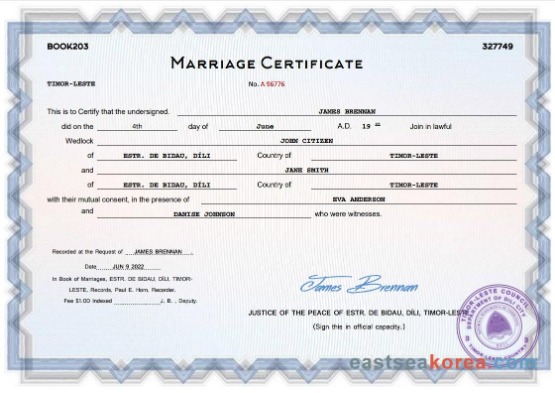 BOOK203
327749
MARRIAGE CERTIFICATE
TIMOR-LESTE
No. A 56776
This is to Certify that the undersigned. JAMES BRENNAN
did on the 4th day of June A.D. 19 Join in lawful
Wedlock JOHN CITIZEN
of ESTR. DE BIDAU, DÍLI Country of TIMOR-LESTE
and JANE SMITH
of ESTR. DE BIDAU, DÍLI Country of TIMOR-LESTE
with their mutual consent, in the presence of EVA ANDERSON
and DANISE JOHNSON who were witnesses.
Recorded at the Request of JAMES BRENNAN .
Date JUN 9 2022
In Book of Marriages, ESTR. DE BIDAU, DÍLI, TIMOR-
LESTE, Records, Paul E. Horn, Recorder.
Fee $1.00 Indexed J. B. , Deputy.
James Brennan
JUSTICE OF THE PEACE OF ESTR. DE BIDAU, DÍLI, TIMOR-LESTE
(Sign this in official capacity.)
TIMOR-LESTE COUNCIL
DEPARTMENT OF DILI CITY
eastseakorea.com